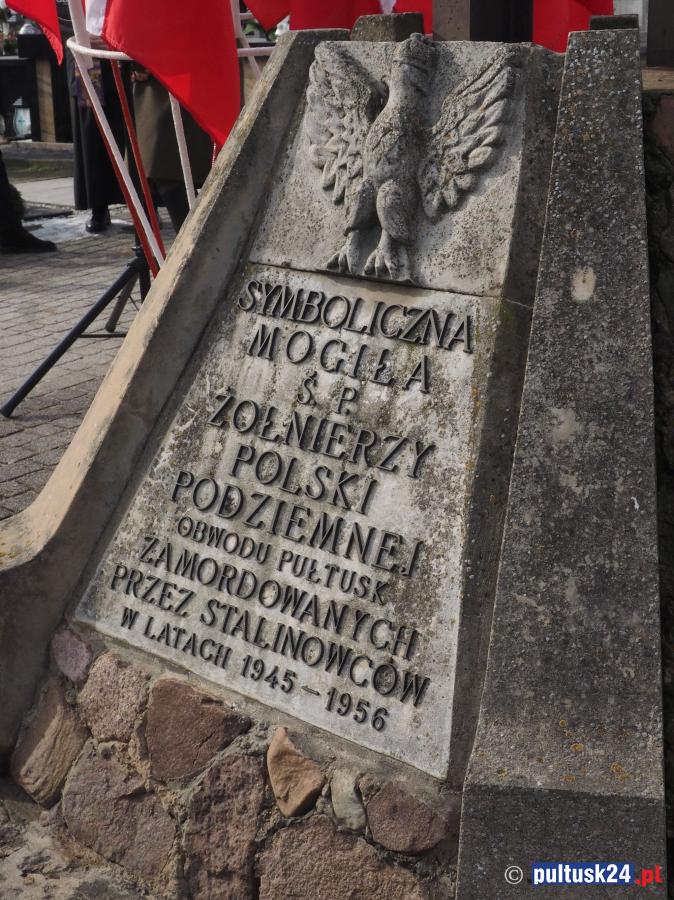 SYMBOLICZNA
MOGIŁA
Ś P
ŻOŁNIERZY
POLSKI
PODZIEMNEJ
OBWODU PUŁTUSK
ZAMORDOWANYCH
PRZEZ STALINOWCÓW
W LATACH 1945 – 1956
© pultusk24.pl